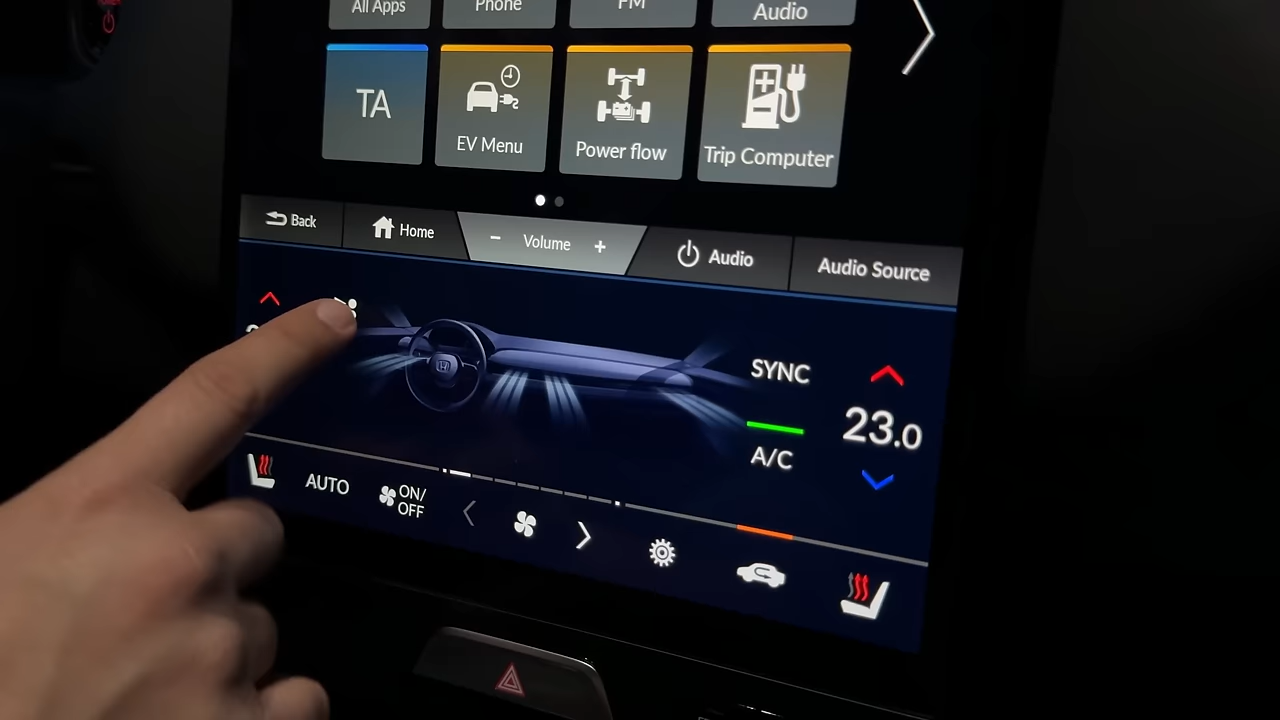 All Apps
Phone
FM
Audio
TA
EV Menu
Power flow
Trip Computer
Back
Home
- Volume +
Audio
Audio Source
SYNC
23.0
A/C
AUTO
ON/
OFF